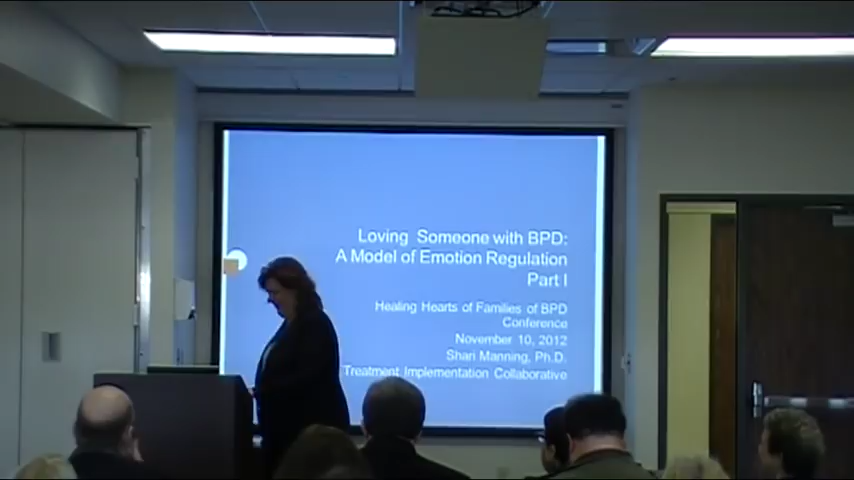 Loving Someone with BPD:
A Model of Emotion Regulation
Part I
Healing Hearts of Families of BPD
Conference
November 10, 2012
Shari Manning, Ph.D.
Treatment Implementation Collaborative